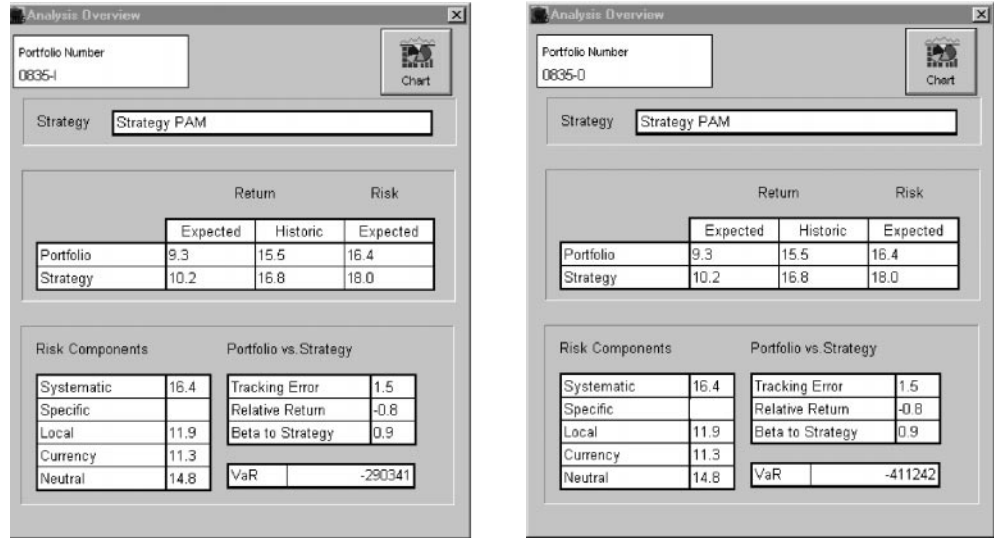 Analysis Overview
Portfolio Number
0835-I
Chart
Strategy Strategy PAM
Return Risk
Expected Historic Expected
Portfolio 9.3 15.5 16.4
Strategy 10.2 16.8 18.0
Risk Components Portfolio vs. Strategy
Systematic 16.4 Tracking Error 1.5
Specific Relative Return -0.8
Local 11.9 Beta to Strategy 0.9
Currency 11.3
Neutral 14.8 VaR -290341
Analysis Overview
Portfolio Number
0835-0
Chart
Strategy Strategy PAM
Return Risk
Expected Historic Expected
Portfolio 9.3 15.5 16.4
Strategy 10.2 16.8 18.0
Risk Components Portfolio vs. Strategy
Systematic 16.4 Tracking Error 1.5
Specific Relative Return -0.8
Local 11.9 Beta to Strategy 0.9
Currency 11.3
Neutral 14.8 VaR -411242